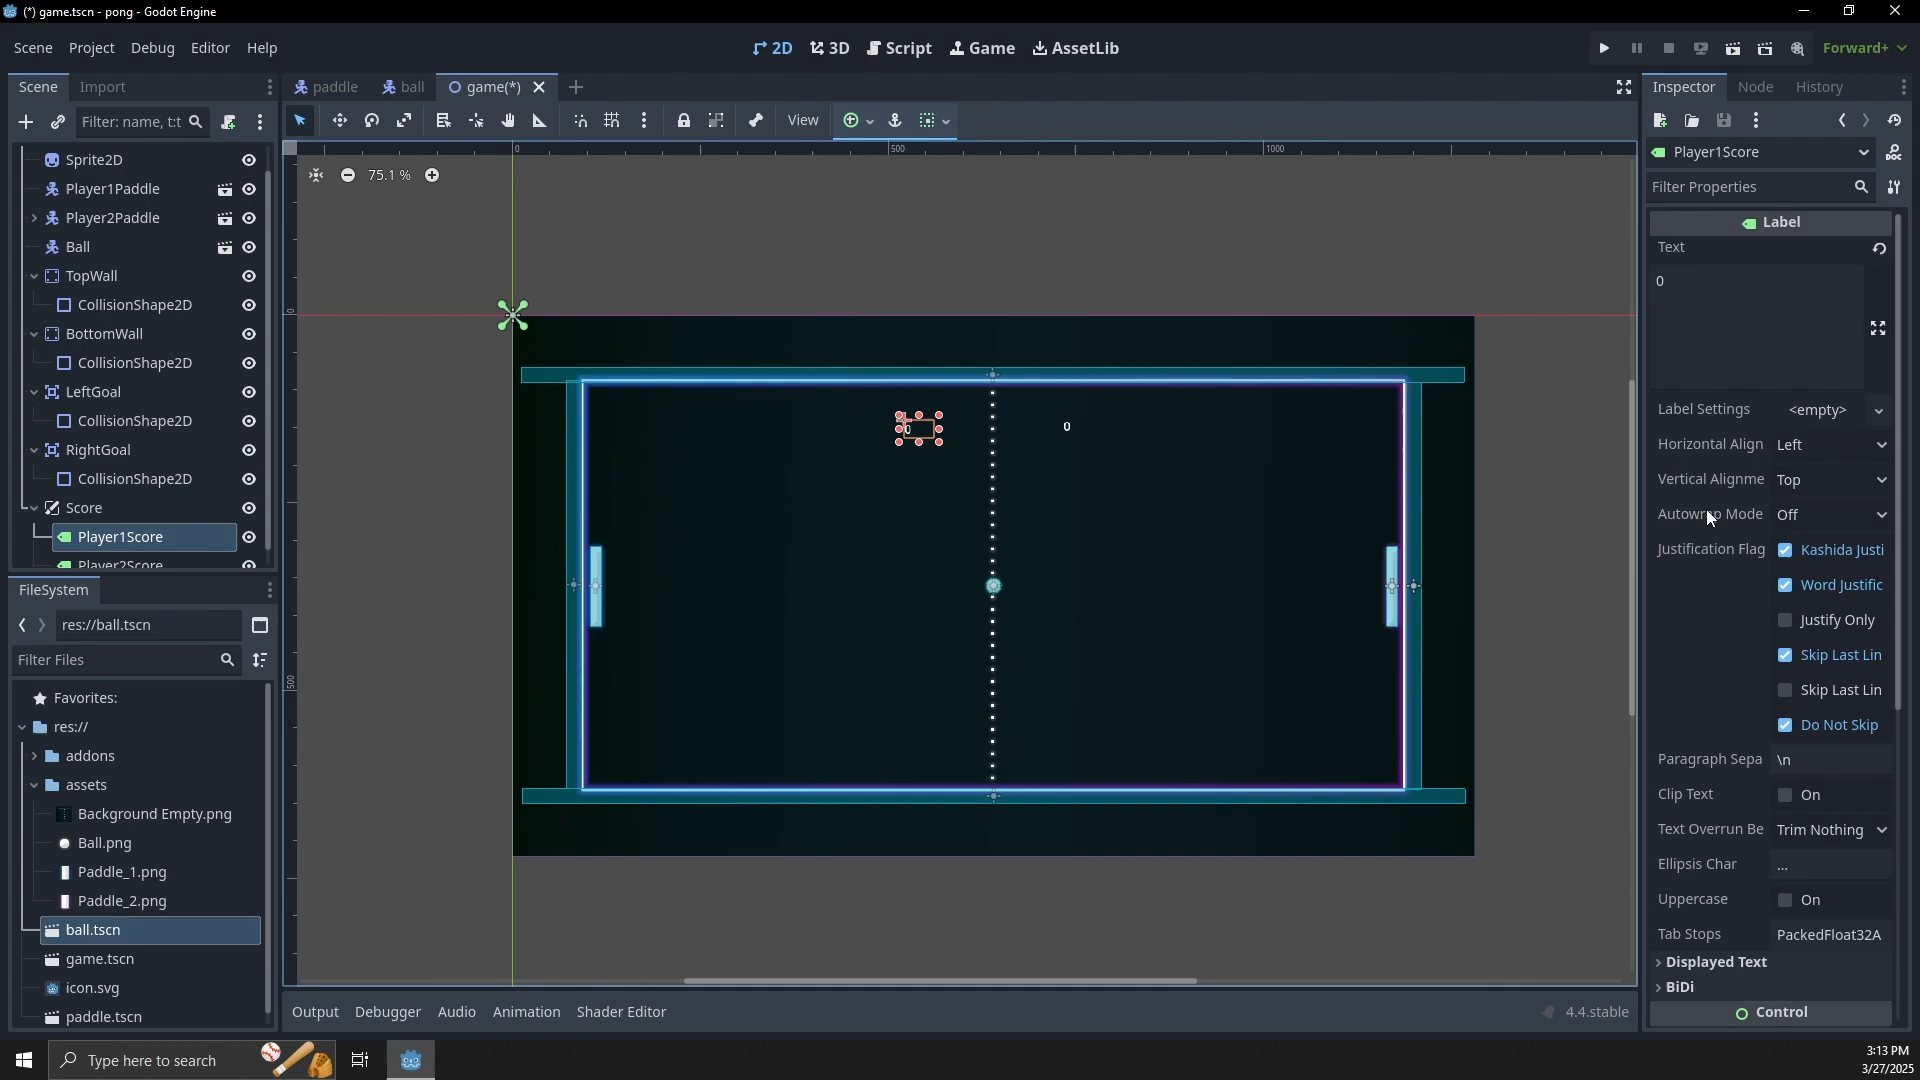 (*) game.tscn - pong - Godot Engine
Scene Project Debug Editor Help
2D 3D Script Game AssetLib
Forward+
Scene Import
Filter: name, t:t
Sprite2D
Player1Paddle
Player2Paddle
Ball
TopWall
CollisionShape2D
BottomWall
CollisionShape2D
LeftGoal
CollisionShape2D
RightGoal
CollisionShape2D
Score
Player1Score
Player2Score
FileSystem
res://ball.tscn
Filter Files
Favorites:
res://
addons
assets
Background Empty.png
Ball.png
Paddle_1.png
Paddle_2.png
ball.tscn
game.tscn
icon.svg
paddle.tscn
paddle ball game(*)
View
0 500 1000
75.1 %
0
500
0 0
Output Debugger Audio Animation Shader Editor
4.4.stable
Inspector Node History
Player1Score
DOC
Filter Properties
Label
Text
0
Label Settings <empty>
Horizontal Align Left
Vertical Alignme Top
Autowrap Mode Off
Justification Flag Kashida Justi
Word Justific
Justify Only
Skip Last Lin
Skip Last Lin
Do Not Skip
Paragraph Sepa \n
Clip Text On
Text Overrun Be Trim Nothing
Ellipsis Char ...
Uppercase On
Tab Stops PackedFloat32A
Displayed Text
BiDi
Control
Type here to search
3:13 PM
3/27/2025